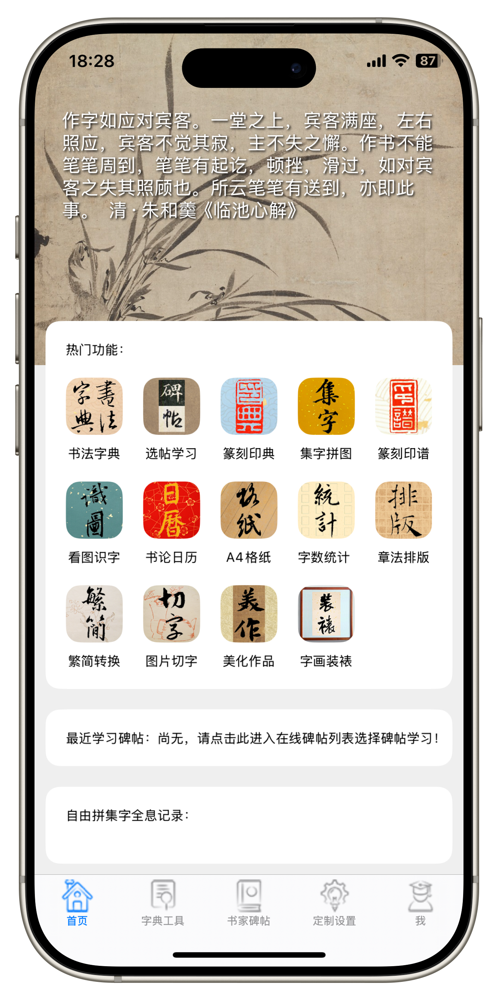 18:28
87
作字如应对宾客。一堂之上，宾客满座，左右
照应，宾客不觉其寂，主不失之懈。作书不能
笔笔周到，笔笔有起讫，顿挫，滑过，如对宾
客之失其照顾也。所云笔笔有送到，亦即此
事。 清·朱和羹《临池心解》
热门功能：
書法
字典
碑帖
印典
集字
印譜
书法字典
选帖学习
篆刻印典
集字拼图
篆刻印谱
識圖
日曆
格紙
統計
排版
看图识字
书论日历
A4格纸
字数统计
章法排版
繁简
切字
美作
装裱
繁简转换
图片切字
美化作品
字画装裱
最近学习碑帖：尚无，请点击此进入在线碑帖列表选择碑帖学习！
自由拼集字全息记录：
首页
字典工具
书家碑帖
定制设置
我